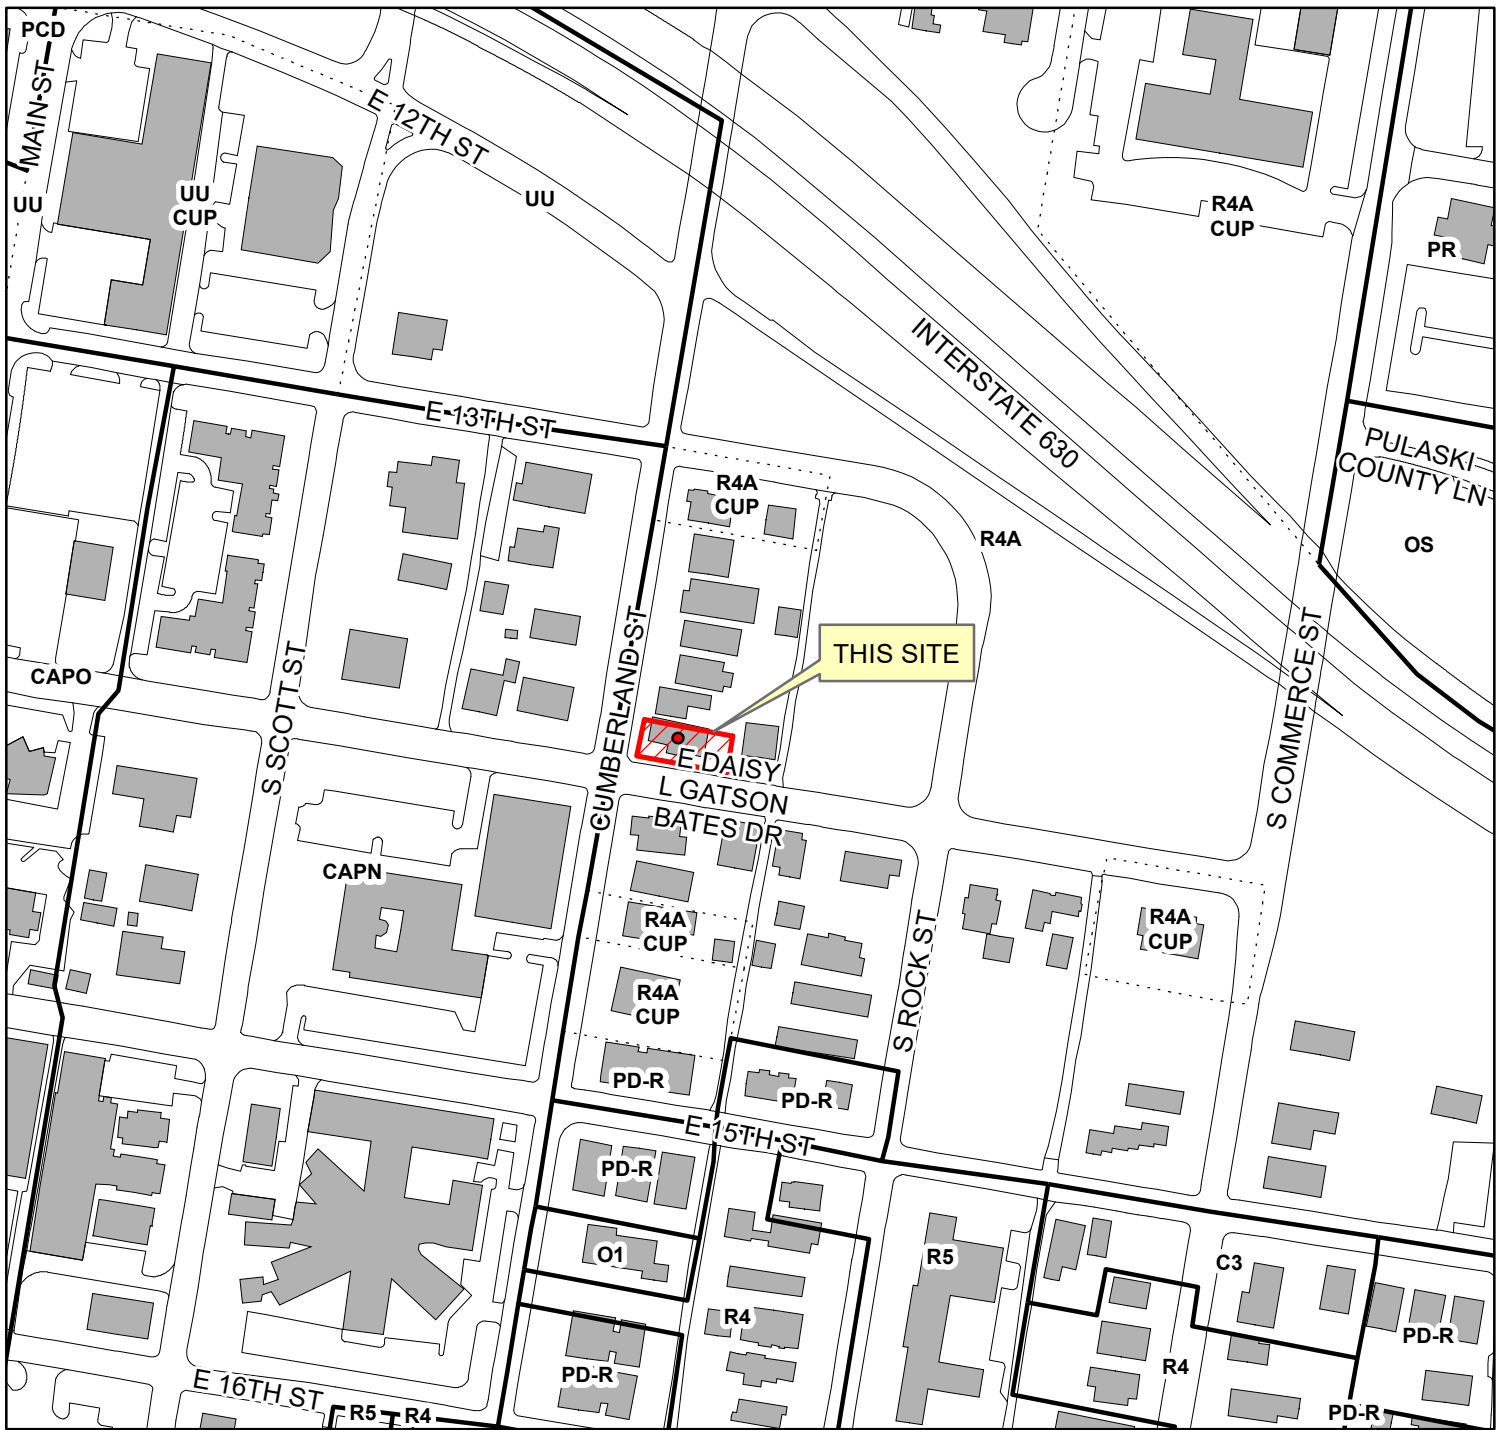 PCD
MAIN ST
E 12TH ST
UU
UU
CUP
UU
R4A
CUP
PR
INTERSTATE 630
E 13TH ST
PULASKI
COUNTY LN
R4A
CUP
R4A
OS
THIS SITE
CAPO
S SCOTT ST
CUMBERLAND ST
S COMMERCE ST
E DAISY
L GATSON
BATES DR
CAPN
R4A
CUP
R4A
CUP
S ROCK ST
R4A
CUP
PD-R
PD-R
E 15TH ST
PD-R
O1
R5
C3
R4
PD-R
R4
PD-R
E 16TH ST
R5
R4
PD-R